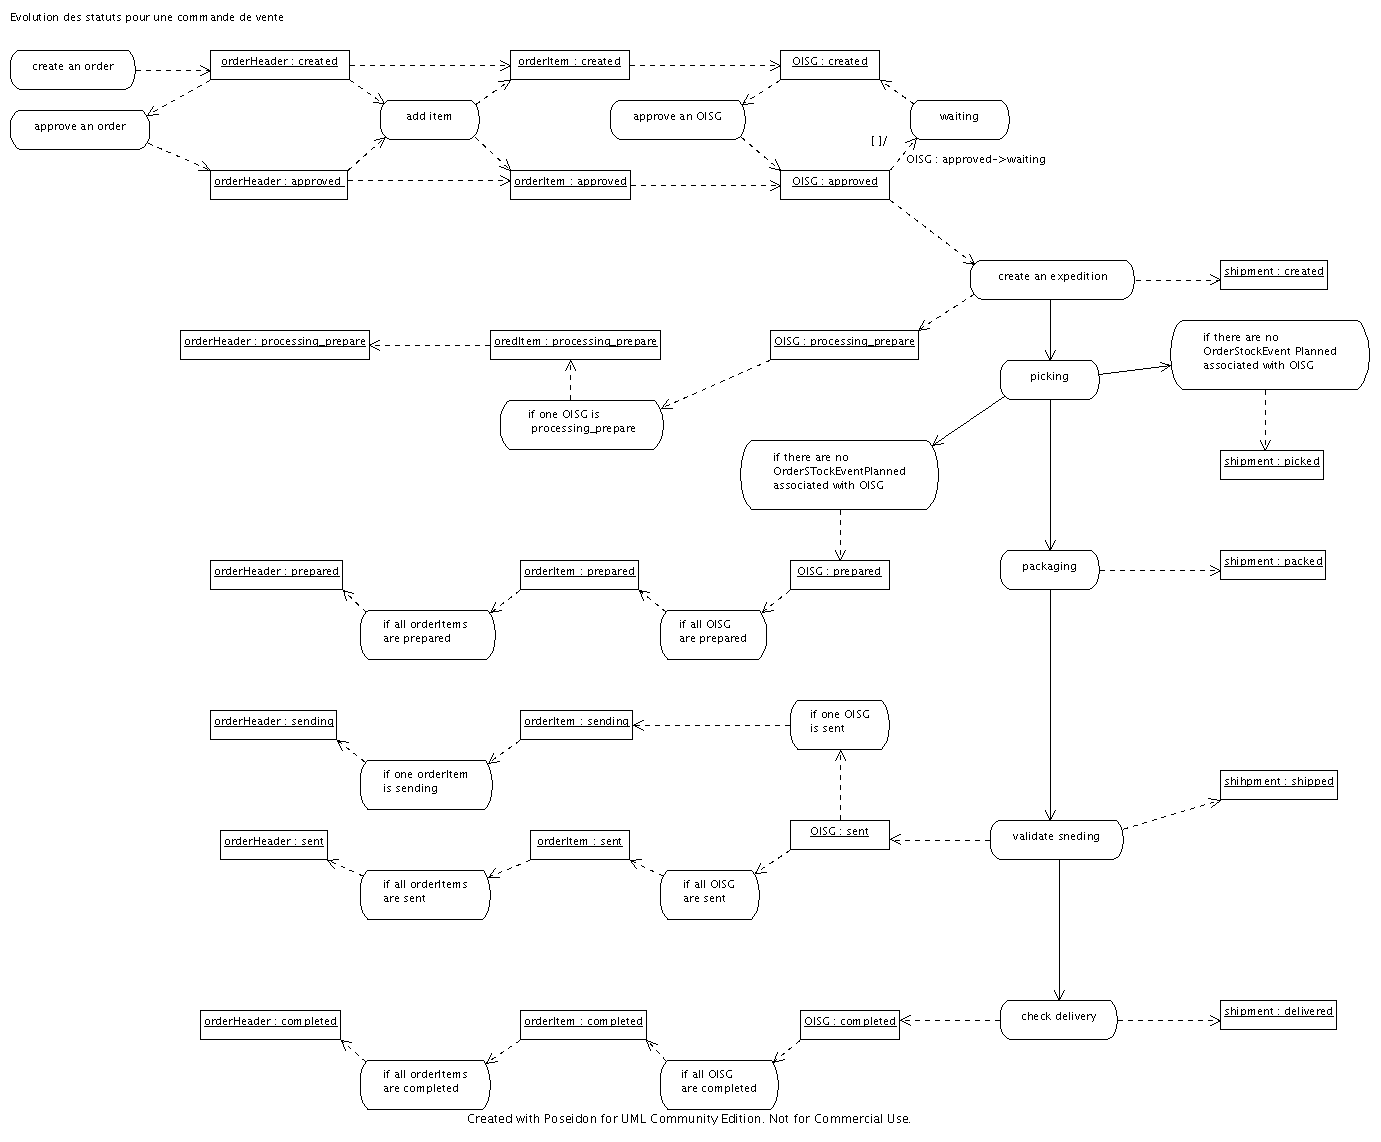 Evolution des statuts pour une commande de vente
create an order
orderHeader : created
orderItem : created
OISG : created
approve an order
add item
approve an OISG
waiting
[ ]/
OISG : approved->waiting
orderHeader : approved
orderItem : approved
OISG : approved
create an expedition
shipment : created
orderHeader : processing_prepare
oredItem : processing_prepare
OISG : processing_prepare
if there are no
OrderStockEvent Planned
associated with OISG
picking
if one OISG is
processing_prepare
if there are no
OrderSTockEventPlanned
associated with OISG
shipment : picked
orderHeader : prepared
orderItem : prepared
OISG : prepared
packaging
shipment : packed
if all orderItems
are prepared
if all OISG
are prepared
orderHeader : sending
orderItem : sending
if one OISG
is sent
if one orderItem
is sending
shihpment : shipped
orderHeader : sent
orderItem : sent
OISG : sent
validate sneding
if all orderItems
are sent
if all OISG
are sent
orderHeader : completed
orderItem : completed
OISG : completed
check delivery
shipment : delivered
if all orderItems
are completed
if all OISG
are completed
Created with Poseidon for UML Community Edition. Not for Commercial Use.